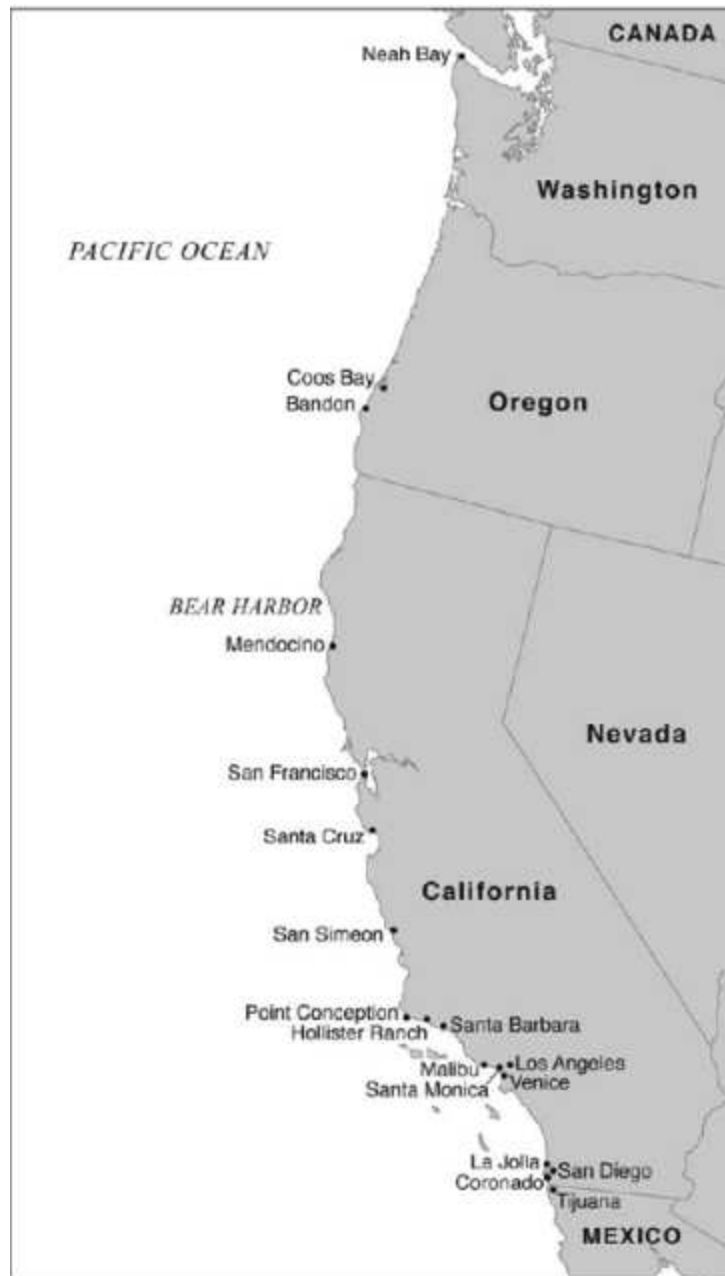 CANADA
Neah Bay
Washington
PACIFIC OCEAN
Coos Bay
Bandon
Oregon
BEAR HARBOR
Mendocino
Nevada
San Francisco
Santa Cruz
California
San Simeon
Point Conception
Hollister Ranch
Santa Barbara
Malibu
Los Angeles
Santa Monica
Venice
La Jolla
San Diego
Coronado
Tijuana
MEXICO